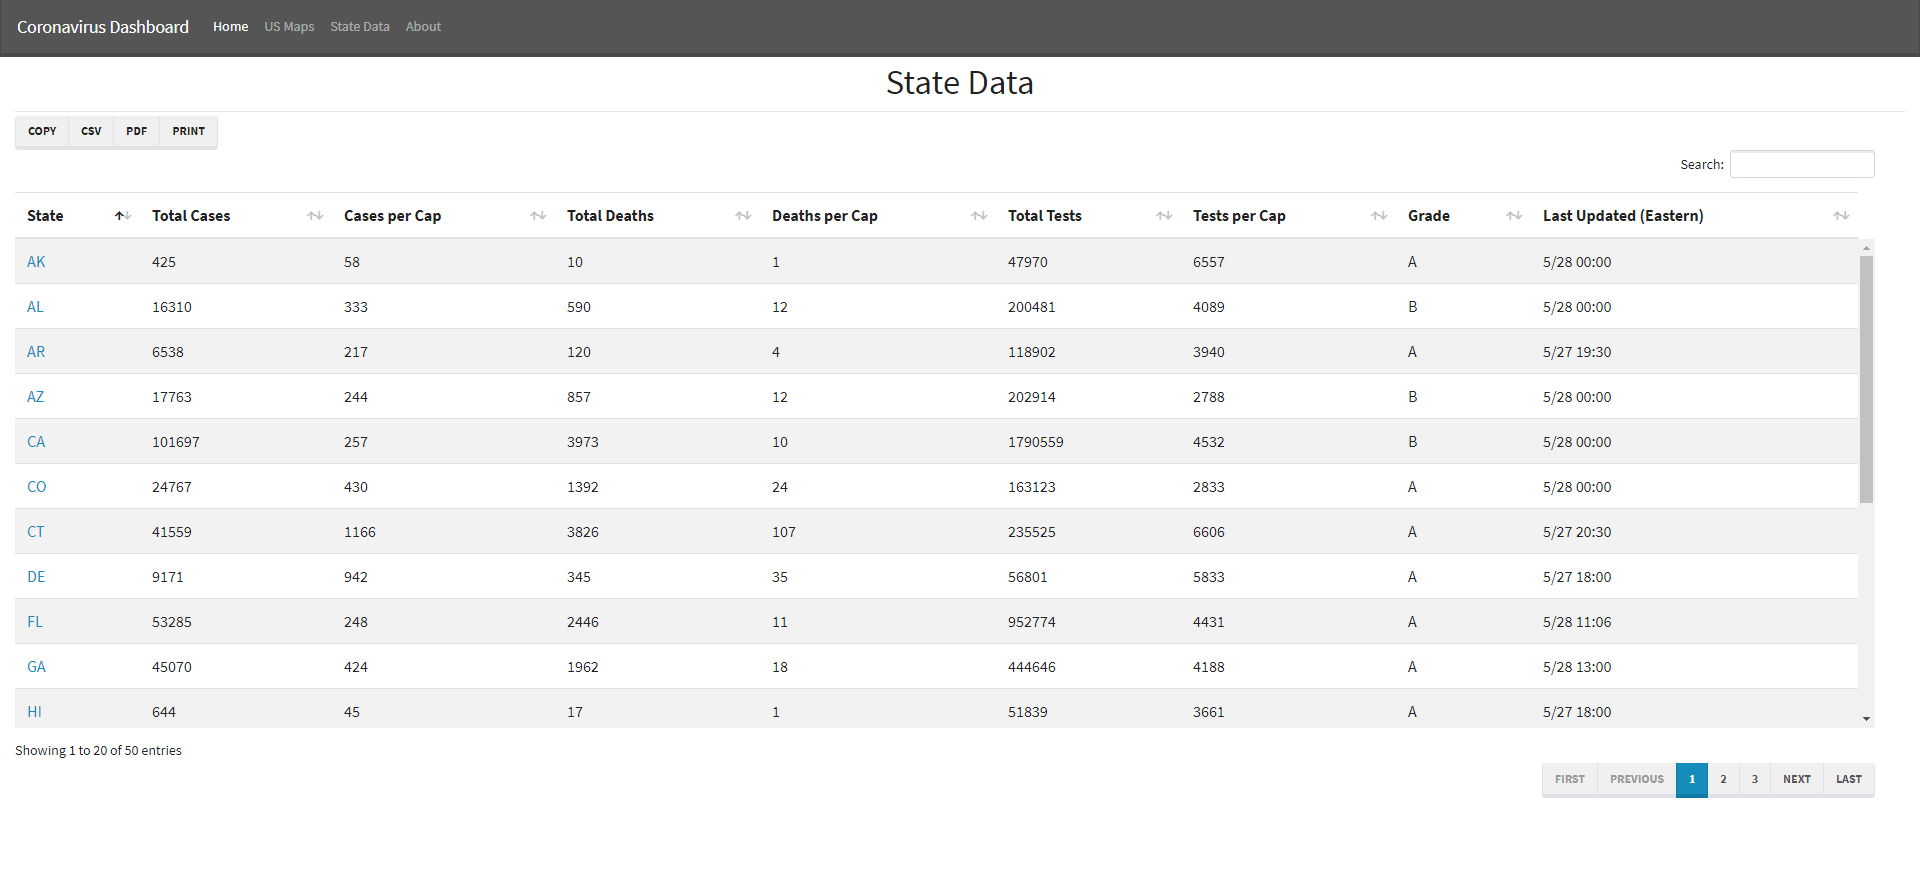 Coronavirus Dashboard Home US Maps State Data About
State Data
COPY CSV PDF PRINT
Search:
State Total Cases Cases per Cap Total Deaths Deaths per Cap Total Tests Tests per Cap Grade Last Updated (Eastern)
AK 425 58 10 1 47970 6557 A 5/28 00:00
AL 16310 333 590 12 200481 4089 B 5/28 00:00
AR 6538 217 120 4 118902 3940 A 5/27 19:30
AZ 17763 244 857 12 202914 2788 B 5/28 00:00
CA 101697 257 3973 10 1790559 4532 B 5/28 00:00
CO 24767 430 1392 24 163123 2833 A 5/28 00:00
CT 41559 1166 3826 107 235525 6606 A 5/27 20:30
DE 9171 942 345 35 56801 5833 A 5/27 18:00
FL 53285 248 2446 11 952774 4431 A 5/28 11:06
GA 45070 424 1962 18 444646 4188 A 5/28 13:00
HI 644 45 17 1 51839 3661 A 5/27 18:00
Showing 1 to 20 of 50 entries
FIRST PREVIOUS 1 2 3 NEXT LAST